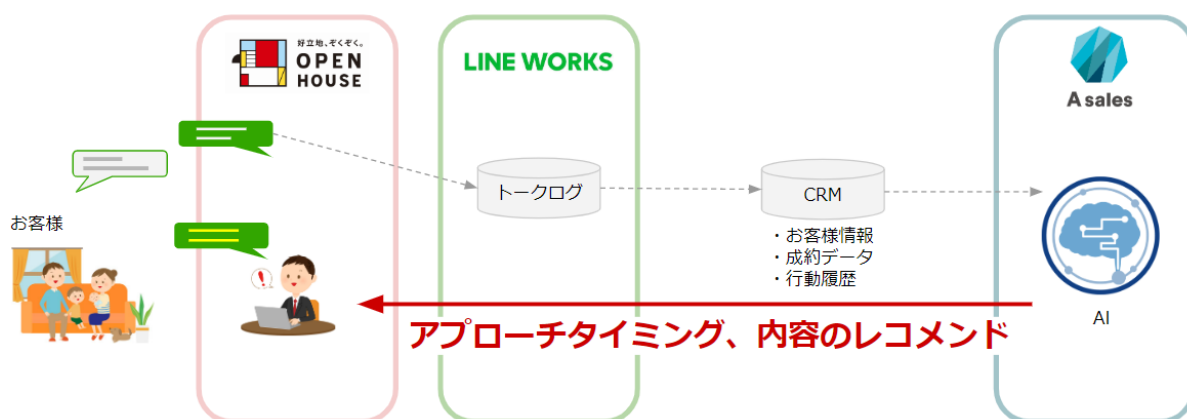 好立地、ぞくぞく。
OPEN
HOUSE
LINE WORKS
A sales
お客様
トークログ
CRM
・お客様情報
・成約データ
・行動履歴
AI
アプローチタイミング、内容のレコメンド